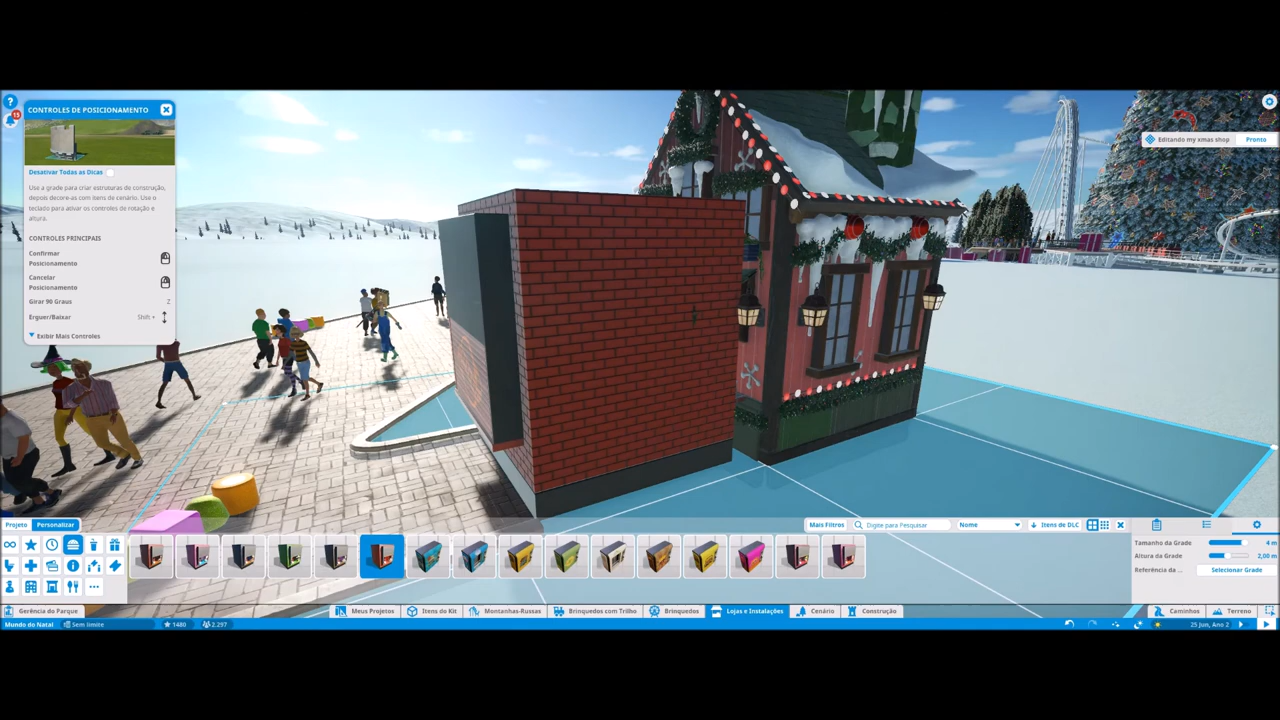 ?
CONTROLES DE POSICIONAMENTO
13
Desativar Todas as Dicas
Use a grade para criar estruturas de construção,
depois decore-as com itens de cenário. Use o
teclado para ativar os controles de rotação e
altura.
CONTROLES PRINCIPAIS
Confirmar
Posicionamento
Cancelar
Posicionamento
Girar 90 Graus Z
Erguer/Baixar Shift +
Exibir Mais Controles
Editando my xmas shop Pronto
Projeto Personalizar
Mais Filtros Digite para Pesquisar Nome Itens de DLC
Tamanho da Grade 4 m
Altura da Grade 2,00 m
Referência da ... Selecionar Grade
Gerência do Parque Meus Projetos Itens do Kit Montanhas-Russas Brinquedos com Trilho Brinquedos Lojas e Instalações Cenário Construção Caminhos Terreno
Mundo do Natal Sem limite 1480 2.297 25 Jun, Ano 2